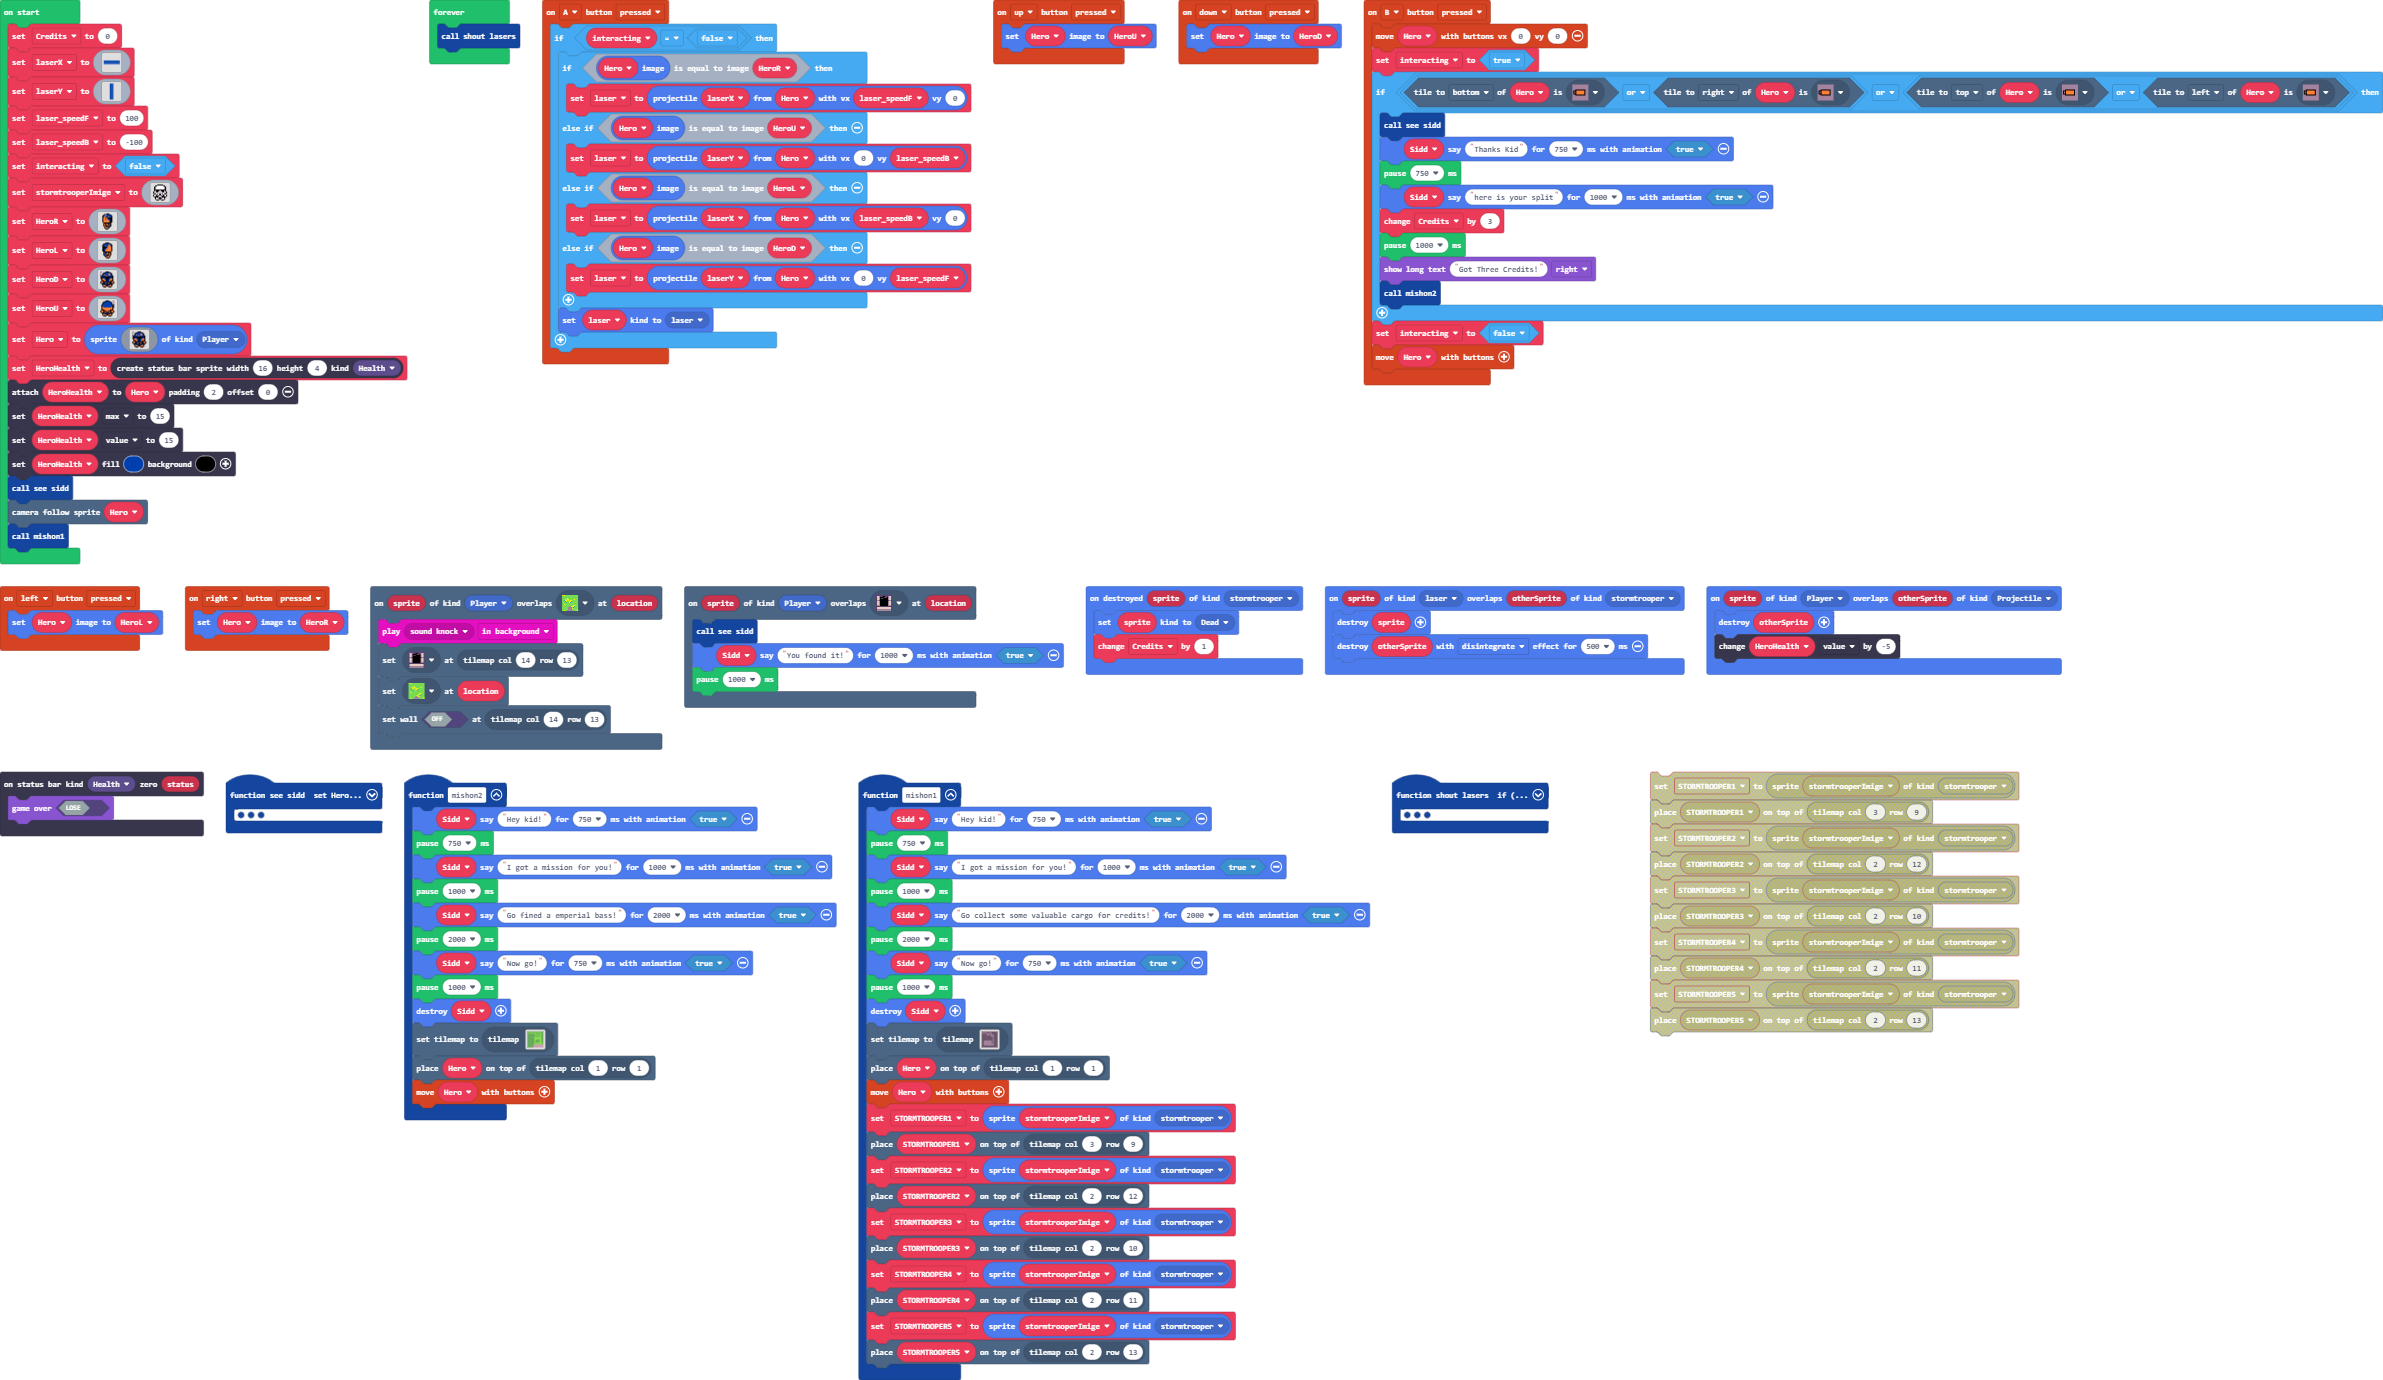 on start
set Credits to 0
set laserX to
set laserY to
set laser_speedF to 100
set laser_speedB to -100
set interacting to false
set stormtrooperImige to
set HeroR to
set HeroL to
set HeroD to
set HeroU to
set Hero to sprite of kind Player
set HeroHealth to create status bar sprite width 16 height 4 kind Health
attach HeroHealth to Hero padding 2 offset 0
set HeroHealth max to 15
set HeroHealth value to 15
set HeroHealth fill background
call see sidd
camera follow sprite Hero
call mishon1
forever
call shout lasers
on A button pressed
if interacting = false then
if Hero image is equal to image HeroR then
set laser to projectile laserX from Hero with vx laser_speedF vy 0
else if Hero image is equal to image HeroU then
set laser to projectile laserY from Hero with vx 0 vy laser_speedB
else if Hero image is equal to image HeroL then
set laser to projectile laserX from Hero with vx laser_speedB vy 0
else if Hero image is equal to image HeroD then
set laser to projectile laserY from Hero with vx 0 vy laser_speedF
set laser kind to laser
on up button pressed
set Hero image to HeroU
on down button pressed
set Hero image to HeroD
on B button pressed
move Hero with buttons vx 0 vy 0
set interacting to true
if tile to bottom of Hero is or tile to right of Hero is or tile to top of Hero is or tile to left of Hero is then
call see sidd
Sidd say "Thanks Kid" for 750 ms with animation true
pause 750 ms
Sidd say "here is your split" for 1000 ms with animation true
change Credits by 3
pause 1000 ms
show long text "Got Three Credits!" right
call mishon2
set interacting to false
move Hero with buttons
on left button pressed
set Hero image to HeroL
on right button pressed
set Hero image to HeroR
on sprite of kind Player overlaps at location
play sound knock in background
set at tilemap col 14 row 13
set at location
set wall OFF at tilemap col 14 row 13
on sprite of kind Player overlaps at location
call see sidd
Sidd say "You found it!" for 1000 ms with animation true
pause 1000 ms
on destroyed sprite of kind stormtrooper
set sprite kind to Dead
change Credits by 1
on sprite of kind laser overlaps otherSprite of kind stormtrooper
destroy sprite
destroy otherSprite with disintegrate effect for 500 ms
on sprite of kind Player overlaps otherSprite of kind Projectile
destroy otherSprite
change HeroHealth value by -5
on status bar kind Health zero status
game over LOSE
function see sidd set Hero...
function mishon2
Sidd say "Hey kid!" for 750 ms with animation true
pause 750 ms
Sidd say "I got a mission for you!" for 1000 ms with animation true
pause 1000 ms
Sidd say "Go fined a emperial bass!" for 2000 ms with animation true
pause 2000 ms
Sidd say "Now go!" for 750 ms with animation true
pause 1000 ms
destroy Sidd
set tilemap to tilemap
place Hero on top of tilemap col 1 row 1
move Hero with buttons
function mishon1
Sidd say "Hey kid!" for 750 ms with animation true
pause 750 ms
Sidd say "I got a mission for you!" for 1000 ms with animation true
pause 1000 ms
Sidd say "Go collect some valuable cargo for credits!" for 2000 ms with animation true
pause 2000 ms
Sidd say "Now go!" for 750 ms with animation true
pause 1000 ms
destroy Sidd
set tilemap to tilemap
place Hero on top of tilemap col 1 row 1
move Hero with buttons
set STORMTROOPER1 to sprite stormtrooperImige of kind stormtrooper
place STORMTROOPER1 on top of tilemap col 3 row 9
set STORMTROOPER2 to sprite stormtrooperImige of kind stormtrooper
place STORMTROOPER2 on top of tilemap col 2 row 12
set STORMTROOPER3 to sprite stormtrooperImige of kind stormtrooper
place STORMTROOPER3 on top of tilemap col 2 row 10
set STORMTROOPER4 to sprite stormtrooperImige of kind stormtrooper
place STORMTROOPER4 on top of tilemap col 2 row 11
set STORMTROOPER5 to sprite stormtrooperImige of kind stormtrooper
place STORMTROOPER5 on top of tilemap col 2 row 13
function shout lasers if (...
set STORMTROOPER1 to sprite stormtrooperImige of kind stormtrooper
place STORMTROOPER1 on top of tilemap col 3 row 9
set STORMTROOPER2 to sprite stormtrooperImige of kind stormtrooper
place STORMTROOPER2 on top of tilemap col 2 row 12
set STORMTROOPER3 to sprite stormtrooperImige of kind stormtrooper
place STORMTROOPER3 on top of tilemap col 2 row 10
set STORMTROOPER4 to sprite stormtrooperImige of kind stormtrooper
place STORMTROOPER4 on top of tilemap col 2 row 11
set STORMTROOPER5 to sprite stormtrooperImige of kind stormtrooper
place STORMTROOPER5 on top of tilemap col 2 row 13